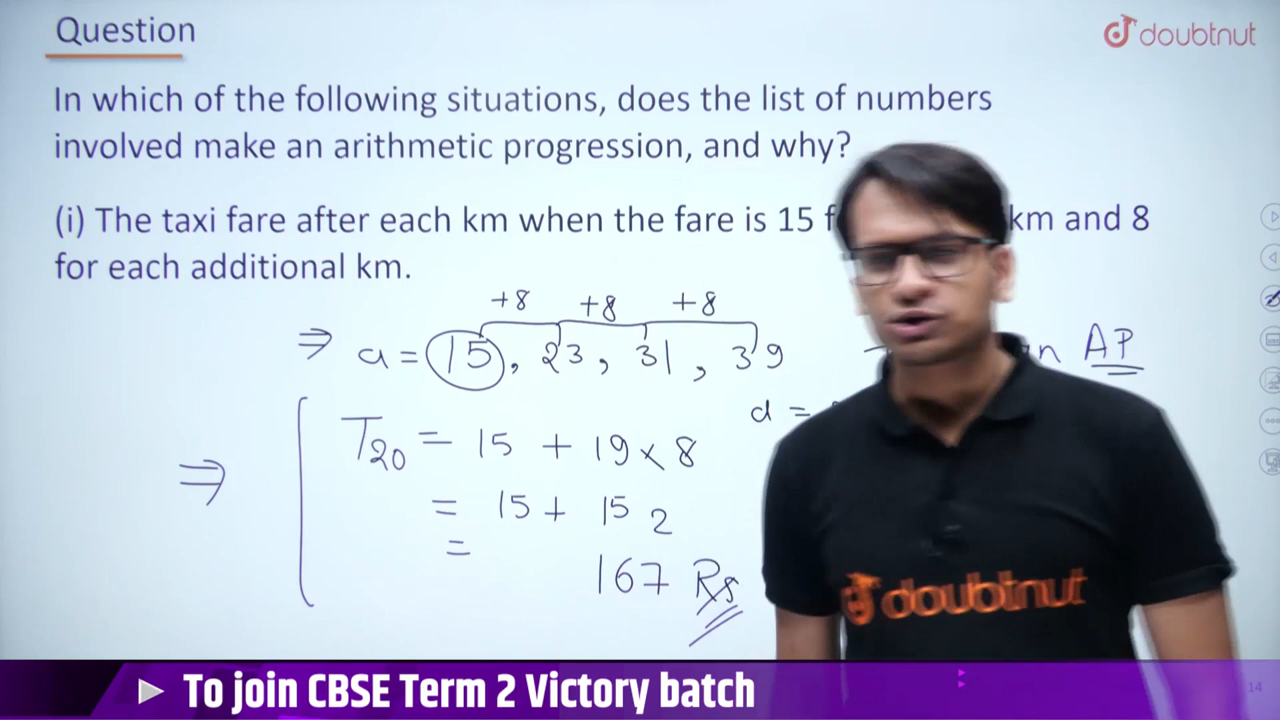 Question
doubtnut
In which of the following situations, does the list of numbers
involved make an arithmetic progression, and why?
(i) The taxi fare after each km when the fare is 15 f km and 8
for each additional km.
+8 +8 +8
⇒ a = 15, 23, 31, 39 → n AP
d =
⇒ T20 = 15 + 19 × 8
= 15 + 152
= 167 Rs
doubtnut
To join CBSE Term 2 Victory batch
14